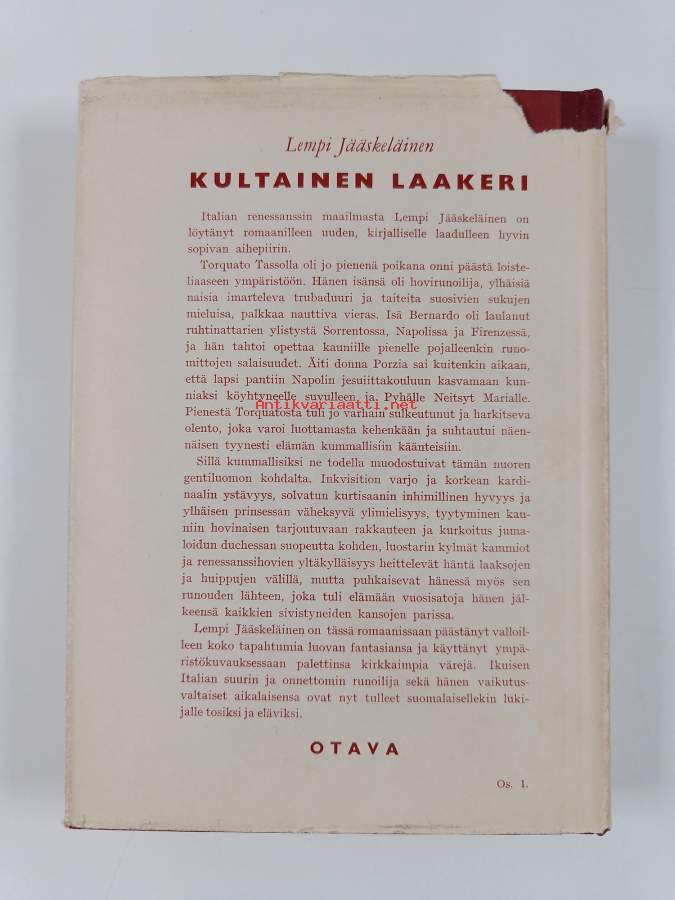 Lempi Jääskeläinen
KULTAINEN LAAKERI
Italian renessanssin maailmasta Lempi Jääskeläinen on
löytänyt romaanilleen uuden, kirjalliselle laadulleen hyvin
sopivan aihepiirin.
Torquato Tassolla oli jo pienenä poikana onni päästä loiste-
liaaseen ympäristöön. Hänen isänsä oli hovirunoilija, ylhäisiä
naisia imarteleva trubaduuri ja taiteita suosivien sukujen
mieluisa, palkkaa nauttiva vieras. Isä Bernardo oli laulanut
ruhtinattarien ylistystä Sorrentossa, Napolissa ja Firenzessä,
ja hän tahtoi opettaa kauniille pienelle pojalleenkin runo-
mittojen salaisuudet. Äiti donna Porzia sai kuitenkin aikaan,
että lapsi pantiin Napolin jesuiittakouluun kasvamaan kun-
niaksi köyhtyneelle suvulleen ja Pyhälle Neitsyt Marialle.
Antikvariaatti.net
Pienestä Torquatosta tuli jo varhain sulkeutunut ja harkitseva
olento, joka varoi luottamasta kehenkään ja suhtautui näen-
näisen tyynesti elämän kummallisiin käänteisiin.
Sillä kummallisiksi ne todella muodostuivat tämän nuoren
gentiluomon kohdalta. Inkvisition varjo ja korkean kardi-
naalin ystävyys, solvatun kurtisaanin inhimillinen hyvyys ja
ylhäisen prinsessan väheksyvä ylimielisyys, tyytyminen kau-
niin hovinaisen tarjoutuvaan rakkauteen ja kurkoitus juma-
loidun duchessan suopeutta kohden, luostarin kylmät kammiot
ja renessanssihovien yltäkylläisyys heittelevät häntä laaksojen
ja huippujen välillä, mutta puhkaisevat hänessä myös sen
runouden lähteen, joka tuli elämään vuosisatoja hänen jäl-
keensä kaikkien sivistyneiden kansojen parissa.
Lempi Jääskeläinen on tässä romaanissaan päästänyt valloil-
leen koko tapahtumia luovan fantasiansa ja käyttänyt ympä-
ristökuvauksessaan palettinsa kirkkaimpia värejä. Ikuisen
Italian suurin ja onnettomin runoilija sekä hänen vaikutus-
valtaiset aikalaisensa ovat nyt tulleet suomalaisellekin luki-
jalle tosiksi ja eläviksi.
OTAVA
Os. 1.